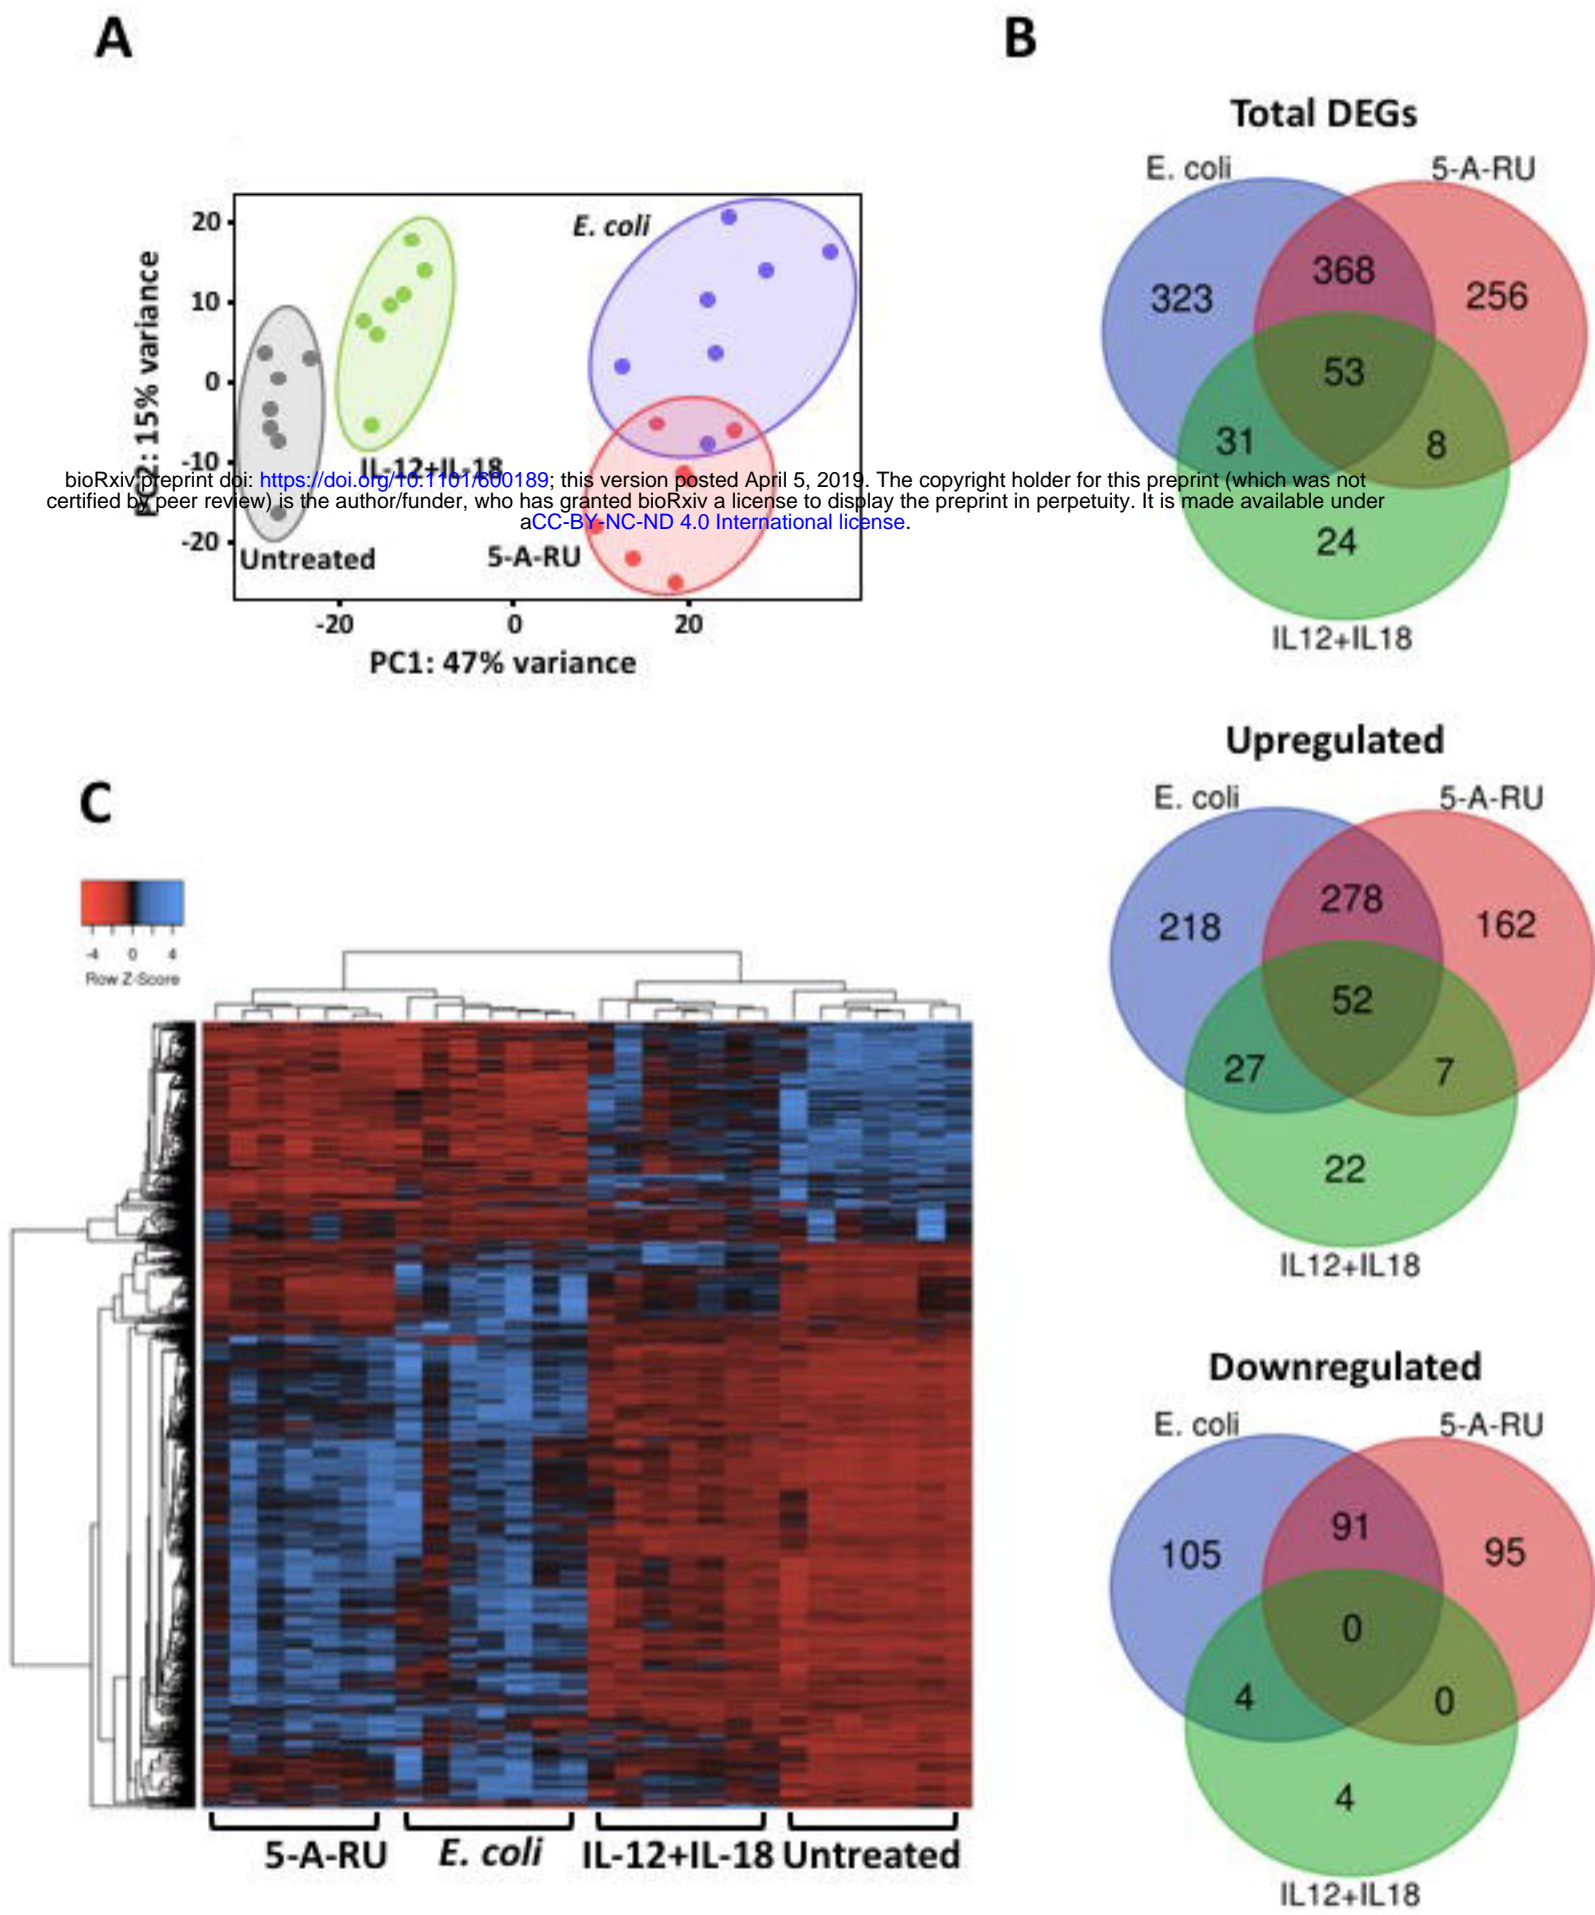 A
B
Total DEGs
E. coli
5-A-RU
323
368
256
53
31
8
24
IL12+IL18
PC2: 15% variance
20
10
0
-10
-20
E. coli
IL-12+IL-18
5-A-RU
Untreated
-20
0
20
PC1: 47% variance
bioRxiv preprint doi: https://doi.org/10.1101/600189; this version posted April 5, 2019. The copyright holder for this preprint (which was not
certified by peer review) is the author/funder, who has granted bioRxiv a license to display the preprint in perpetuity. It is made available under
aCC-BY-NC-ND 4.0 International license.
Upregulated
E. coli
5-A-RU
218
278
162
52
27
7
22
IL12+IL18
C
-4
0
4
Row Z-Score
Downregulated
E. coli
5-A-RU
105
91
95
0
4
0
4
IL12+IL18
5-A-RU
E. coli
IL-12+IL-18
Untreated